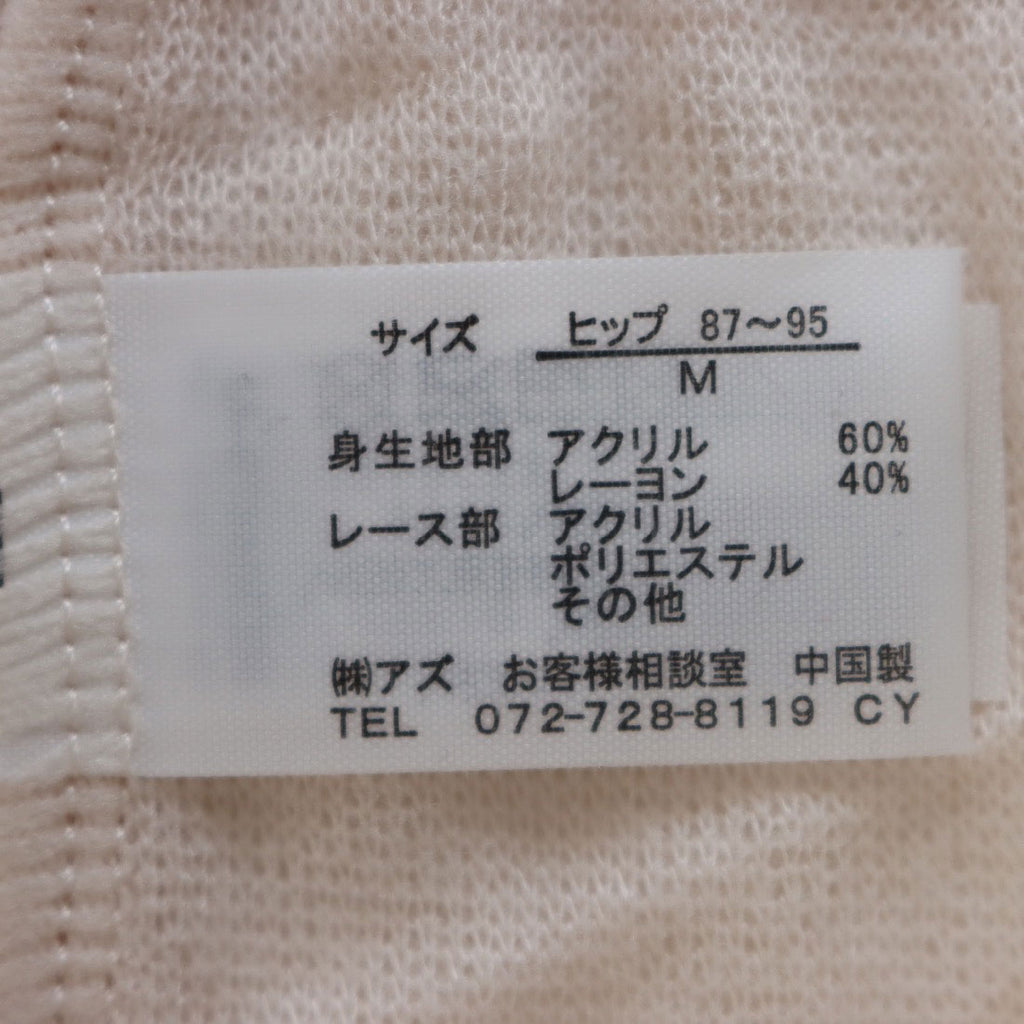 サイズ ヒップ 87～95
M
身生地部 アクリル 60%
レーヨン 40%
レース部 アクリル
ポリエステル
その他
㈱アズ お客様相談室 中国製
TEL 072-728-8119 CY